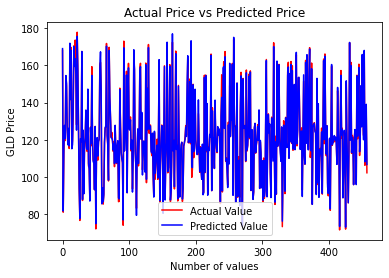 Actual Price vs Predicted Price
GLD Price
180
160
140
120
100
80
0
100
200
300
400
Actual Value
Predicted Value
Number of values